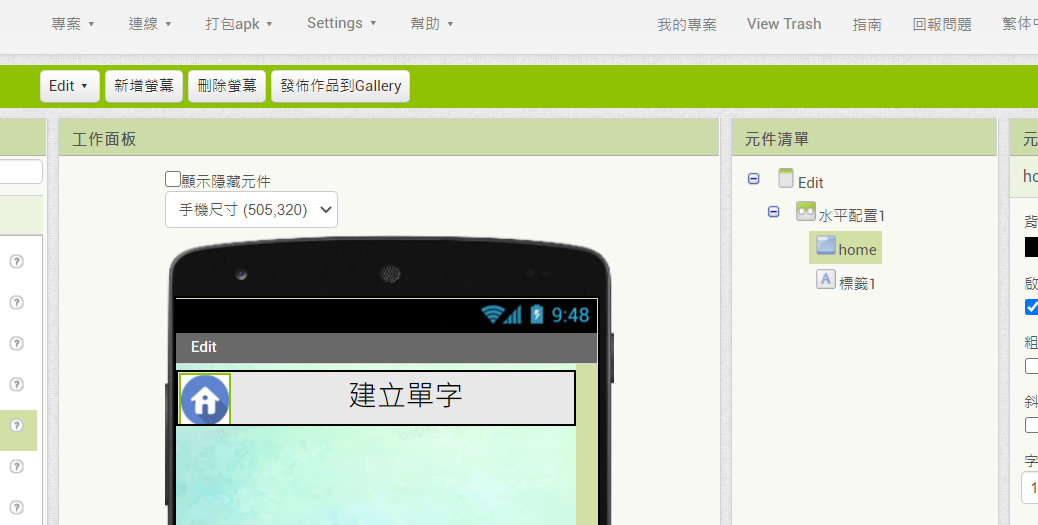 專案 連線 打包apk Settings 幫助 我的專案 View Trash 指南 回報問題 繁体中
Edit 新增螢幕 刪除螢幕 發佈作品到Gallery
工作面板
顯示隱藏元件
手機尺寸 (505,320)
9:48
Edit
建立單字
元件清單
Edit
水平配置1
home
A 標籤1
元
ho
背
啟
粗
斜
字
1